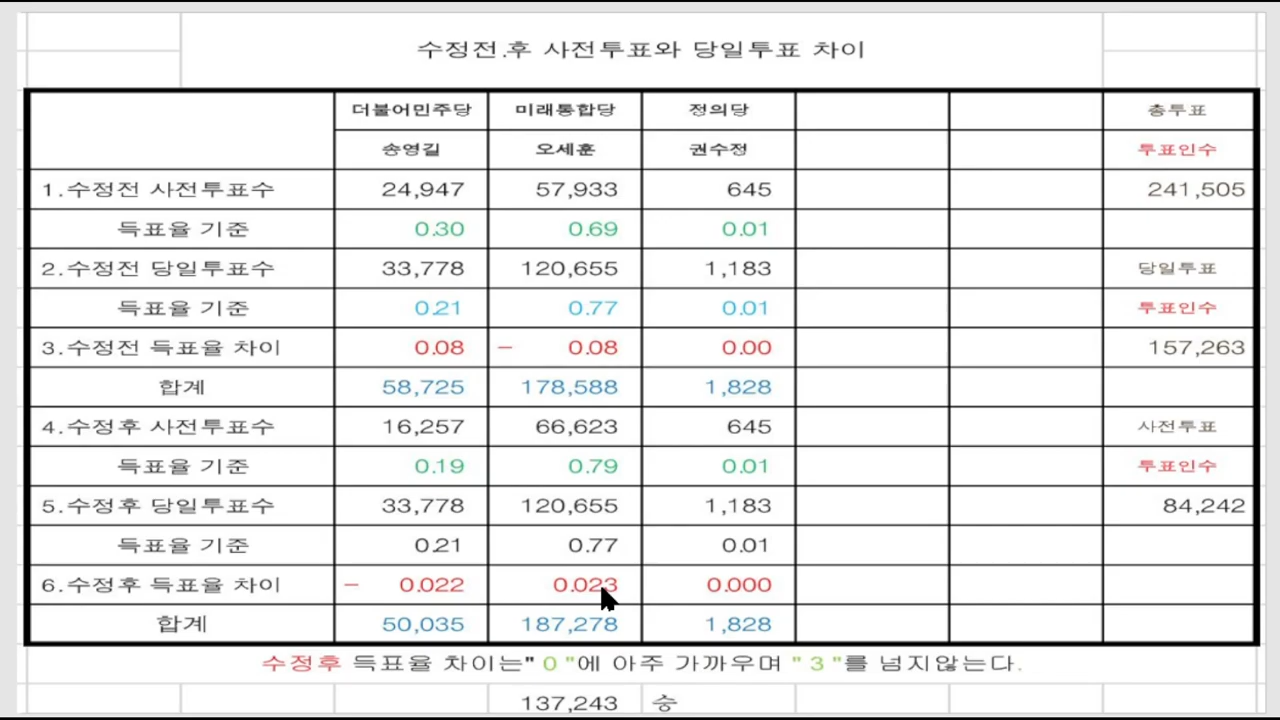 수정전.후 사전투표와 당일투표 차이
더불어민주당 미래통합당 정의당 총투표
송영길 오세훈 권수정 투표인수
1.수정전 사전투표수 24,947 57,933 645 241,505
득표율 기준 0.30 0.69 0.01
2.수정전 당일투표수 33,778 120,655 1,183 당일투표
득표율 기준 0.21 0.77 0.01 투표인수
3.수정전 득표율 차이 0.08 - 0.08 0.00 157,263
합계 58,725 178,588 1,828
4.수정후 사전투표수 16,257 66,623 645 사전투표
득표율 기준 0.19 0.79 0.01 투표인수
5.수정후 당일투표수 33,778 120,655 1,183 84,242
득표율 기준 0.21 0.77 0.01
6.수정후 득표율 차이 - 0.022 0.023 0.000
합계 50,035 187,278 1,828
수정후 득표율 차이는" 0 "에 아주 가까우며 " 3 "를 넘지않는다.
137,243 승